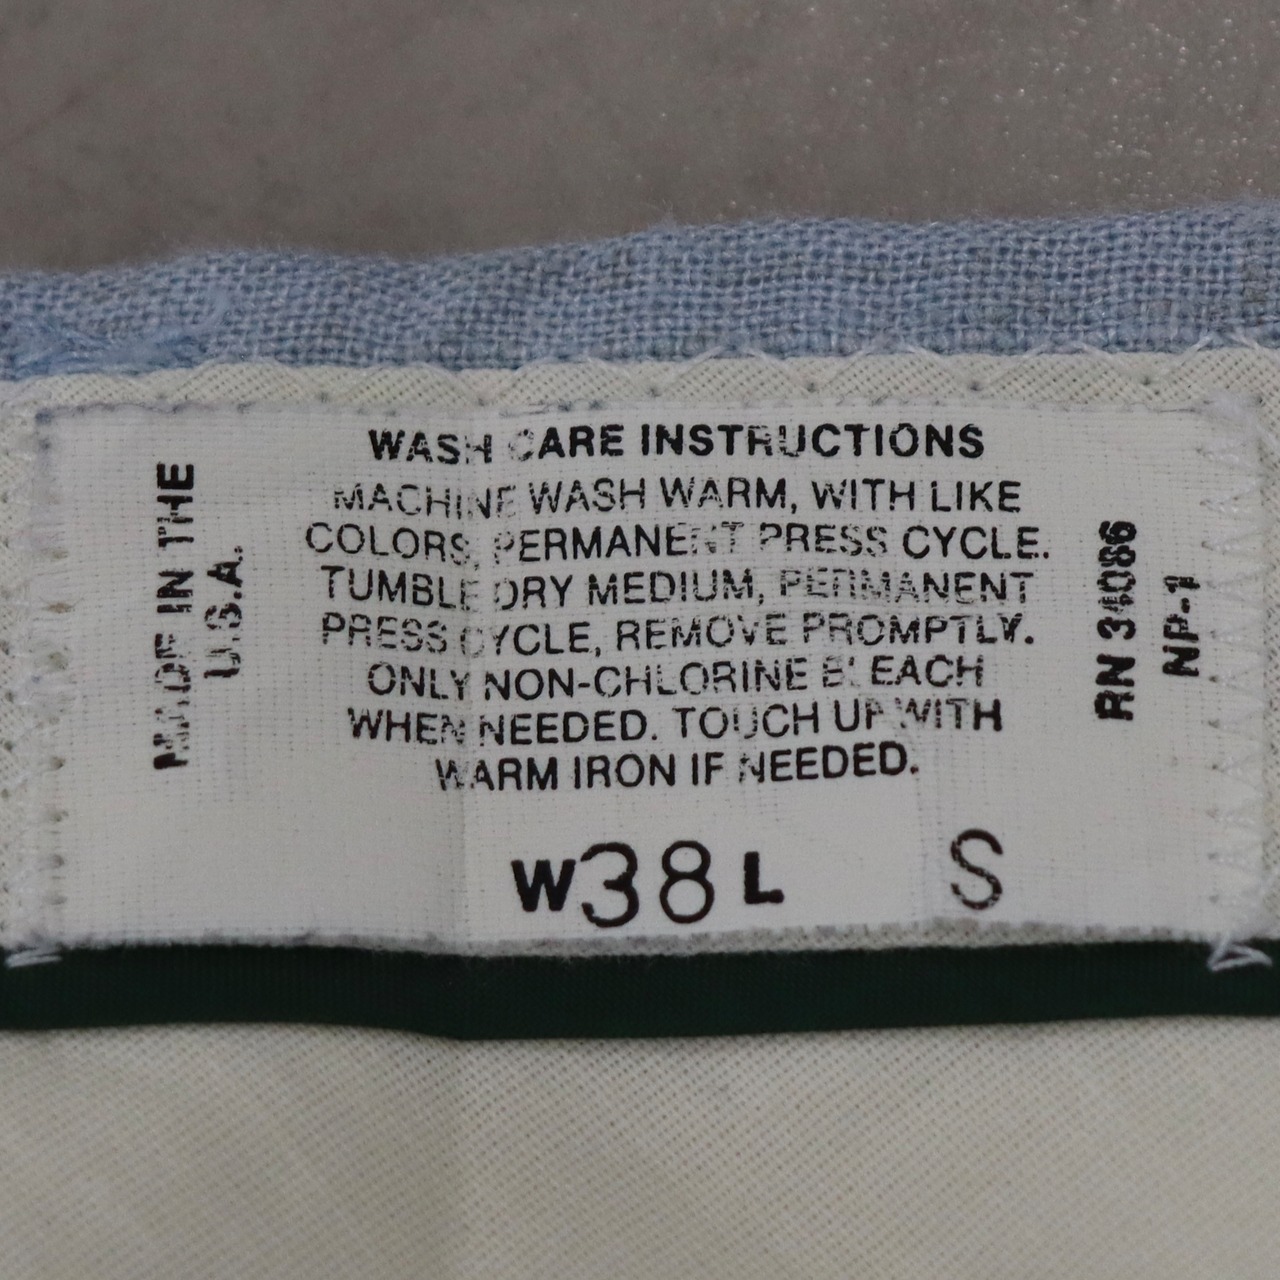 WASH CARE INSTRUCTIONS
MACHINE WASH WARM, WITH LIKE
COLORS, PERMANENT PRESS CYCLE.
TUMBLE DRY MEDIUM, PERMANENT
PRESS CYCLE, REMOVE PROMPTLY.
ONLY NON-CHLORINE BLEACH
WHEN NEEDED. TOUCH UP WITH
WARM IRON IF NEEDED.
W38 L S
MADE IN THE
U.S.A.
RN 34086
NP-1